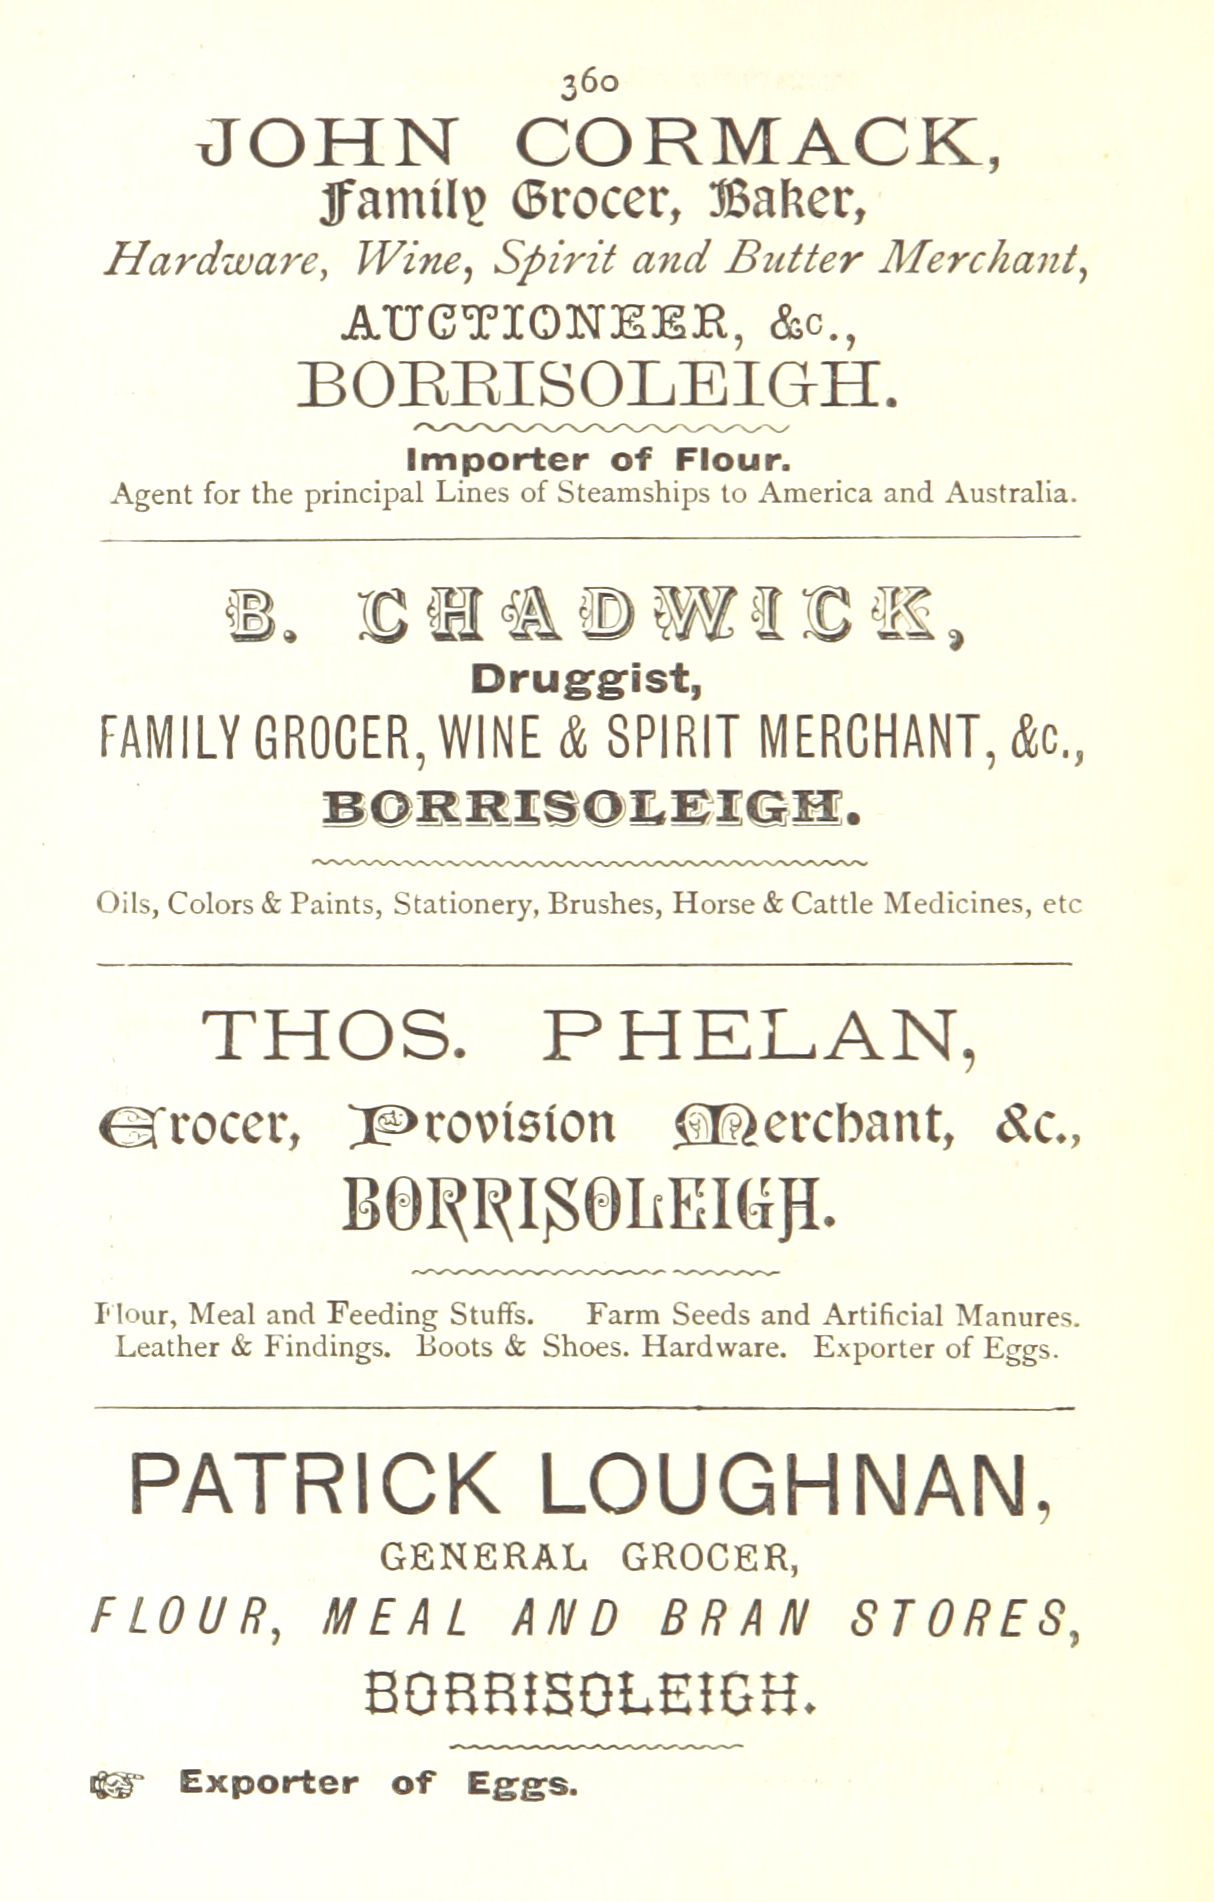 360
JOHN CORMACK,
Family Grocer, Baker,
Hardware, Wine, Spirit and Butter Merchant,
AUCTIONEER, &c.,
BORRISOLEIGH.
Importer of Flour.
Agent for the principal Lines of Steamships to America and Australia.
B. CHADWICK,
Druggist,
FAMILY GROCER, WINE & SPIRIT MERCHANT, &c.,
BORRISOLEIGH.
Oils, Colors & Paints, Stationery, Brushes, Horse & Cattle Medicines, etc
THOS. PHELAN,
Grocer, Provision Merchant, &c.,
BORRISOLEIGH.
Flour, Meal and Feeding Stuffs. Farm Seeds and Artificial Manures.
Leather & Findings. Boots & Shoes. Hardware. Exporter of Eggs.
PATRICK LOUGHNAN,
GENERAL GROCER,
FLOUR, MEAL AND BRAN STORES,
BORRISOLEIGH.
☞ Exporter of Eggs.